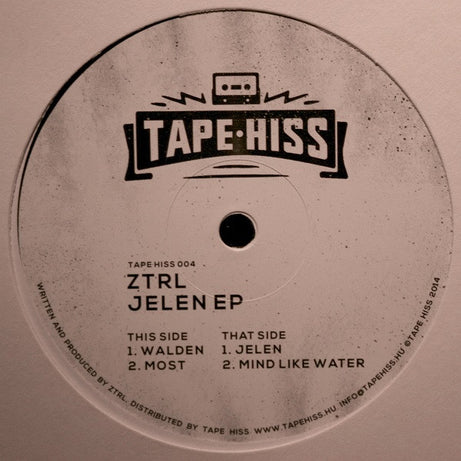 TAPE·HISS
TAPE HISS 004
ZTRL
JELEN EP
THIS SIDE
1. WALDEN
2. MOST
THAT SIDE
1. JELEN
2. MIND LIKE WATER
WRITTEN AND PRODUCED BY ZTRL. DISTRIBUTED BY TAPE HISS WWW.TAPEHISS.HU INFO@TAPEHISS.HU ©TAPE HISS 2014